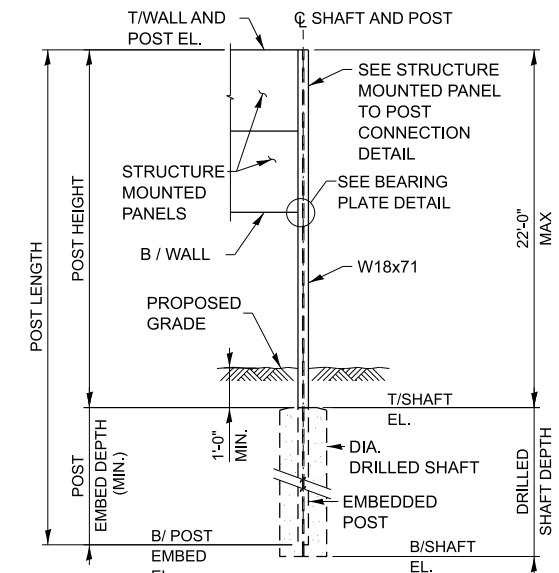 T/WALL AND
POST EL.
℄ SHAFT AND POST
SEE STRUCTURE
MOUNTED PANEL
TO POST
CONNECTION
DETAIL
STRUCTURE
MOUNTED
PANELS
SEE BEARING
PLATE DETAIL
B / WALL
W18x71
PROPOSED
GRADE
POST LENGTH
POST HEIGHT
22'-0"
MAX
T/SHAFT
EL.
1'-0"
MIN.
POST
EMBED DEPTH
(MIN.)
DIA.
DRILLED SHAFT
EMBEDDED
POST
DRILLED
SHAFT DEPTH
B/ POST
EMBED
EL.
B/SHAFT
EL.